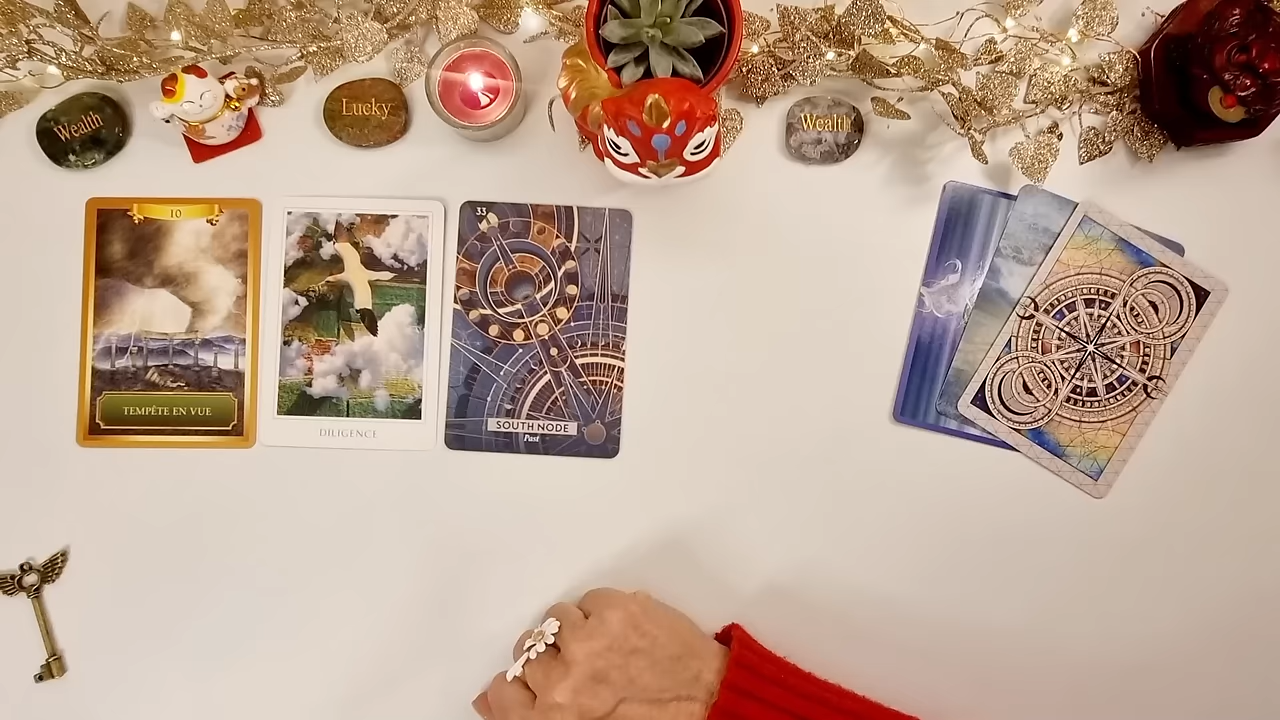 Wealth
Lucky
Wealth
10
TEMPÊTE EN VUE
DILIGENCE
33
SOUTH NODE
Past